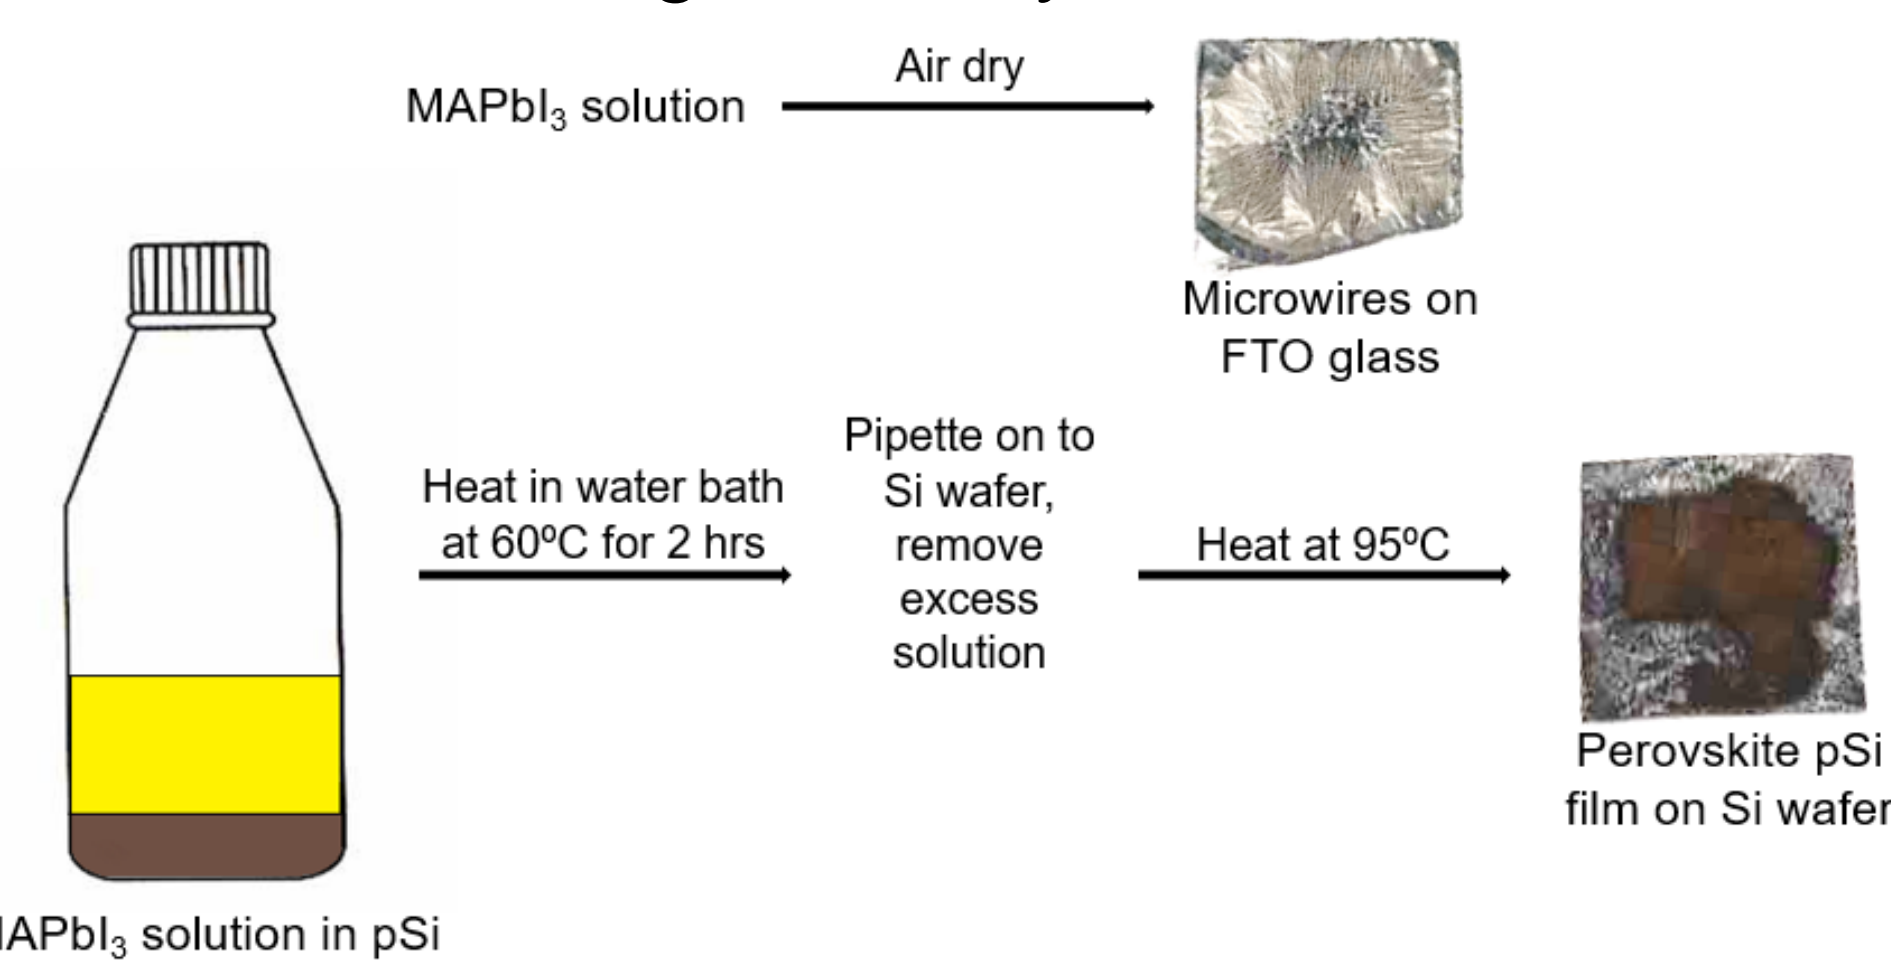 MAPbI₃ solution
Air dry
Microwires on
FTO glass
Heat in water bath
at 60ºC for 2 hrs
Pipette on to
Si wafer,
remove
excess
solution
Heat at 95ºC
Perovskite pSi
film on Si wafer
IAPbI₃ solution in pSi